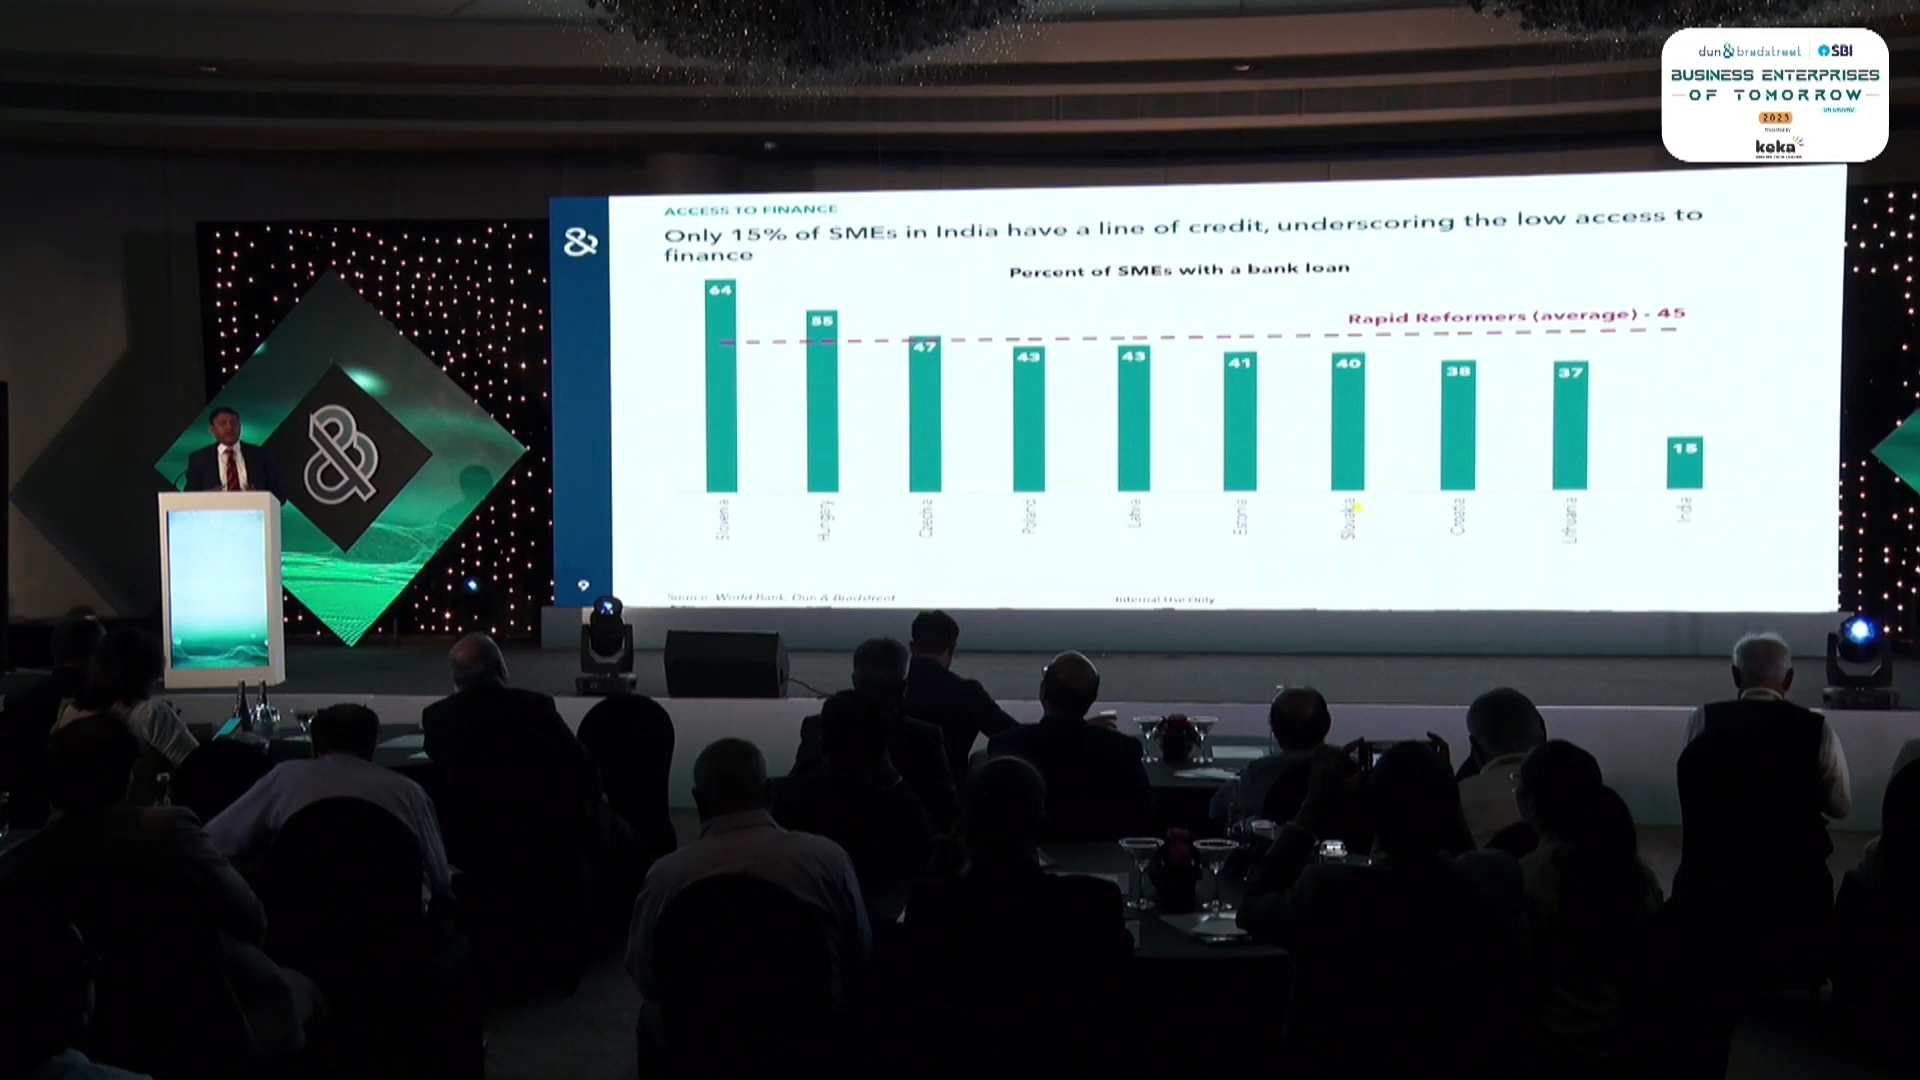 dun & bradstreet SBI
BUSINESS ENTERPRISES
OF TOMORROW
2023
Presented by
keka
&
ACCESS TO FINANCE
Only 15% of SMEs in India have a line of credit, underscoring the low access to
finance
Percent of SMEs with a bank loan
Rapid Reformers (average) - 45
64
55
47
43
43
41
40
38
37
15
Slovenia
Hungary
Czechia
Poland
Latvia
Estonia
Slovakia
Croatia
Lithuania
India
9
Source: World Bank, Dun & Bradstreet
Internal Use Only
&